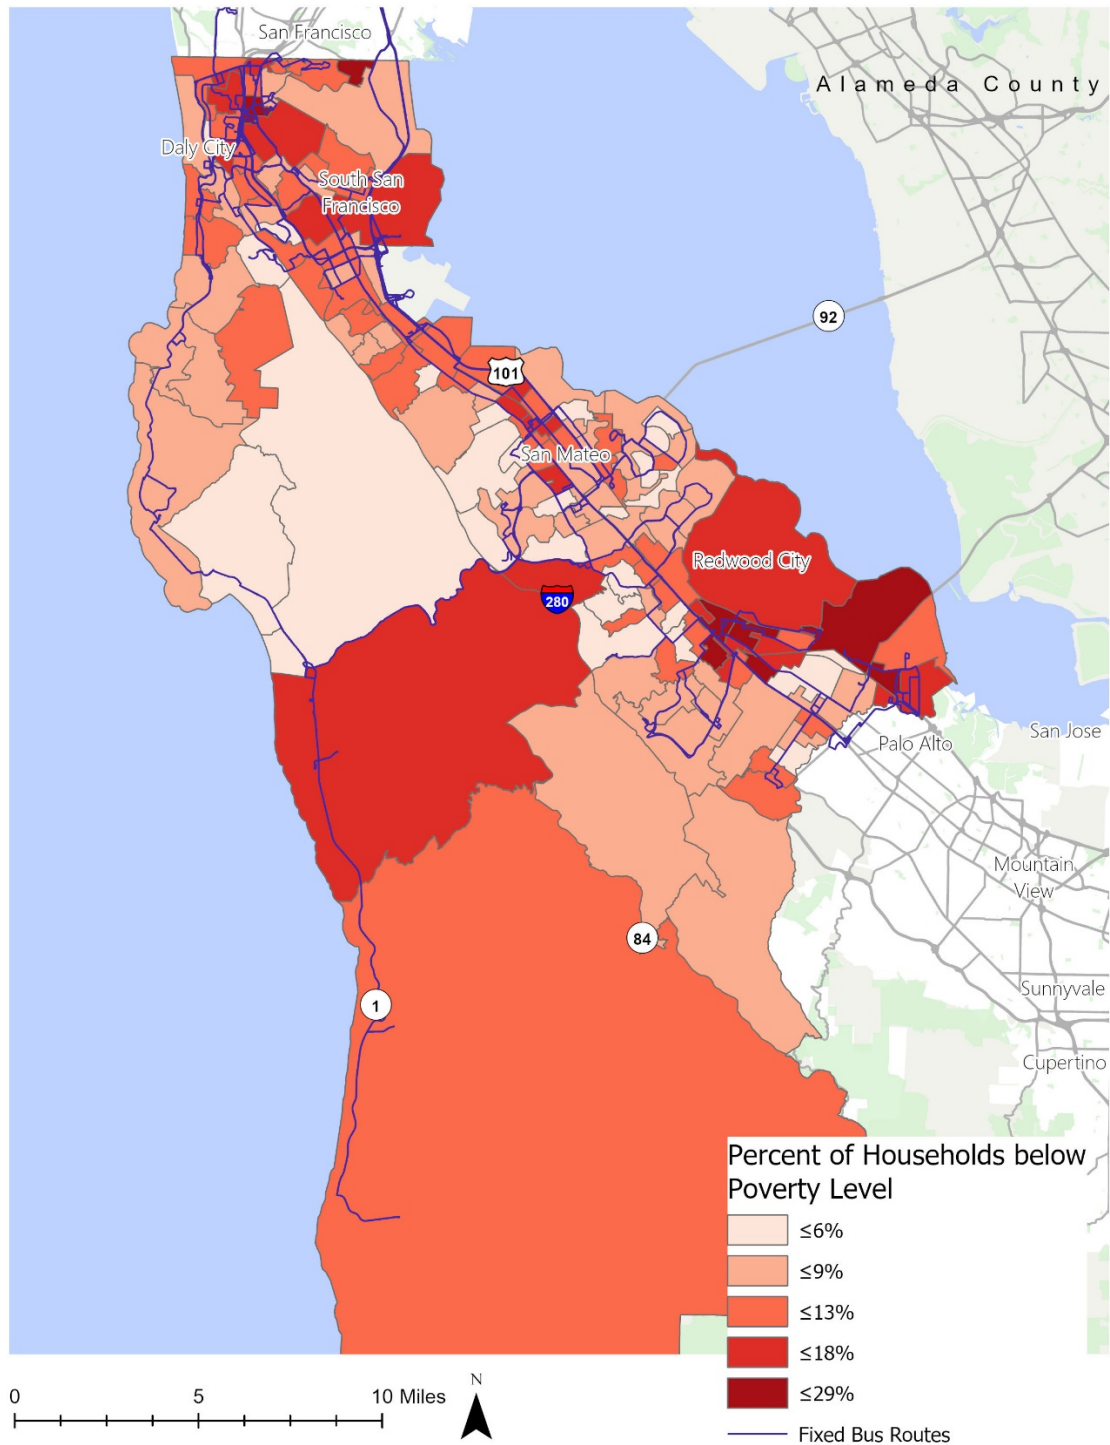 San Francisco
Alameda County
Daly City
South San
Francisco
92
101
San Mateo
Redwood City
280
Palo Alto
San Jose
Mountain
View
84
Sunnyvale
1
Cupertino
Percent of Households below
Poverty Level
≤6%
≤9%
≤13%
≤18%
≤29%
Fixed Bus Routes
0 5 10 Miles
N